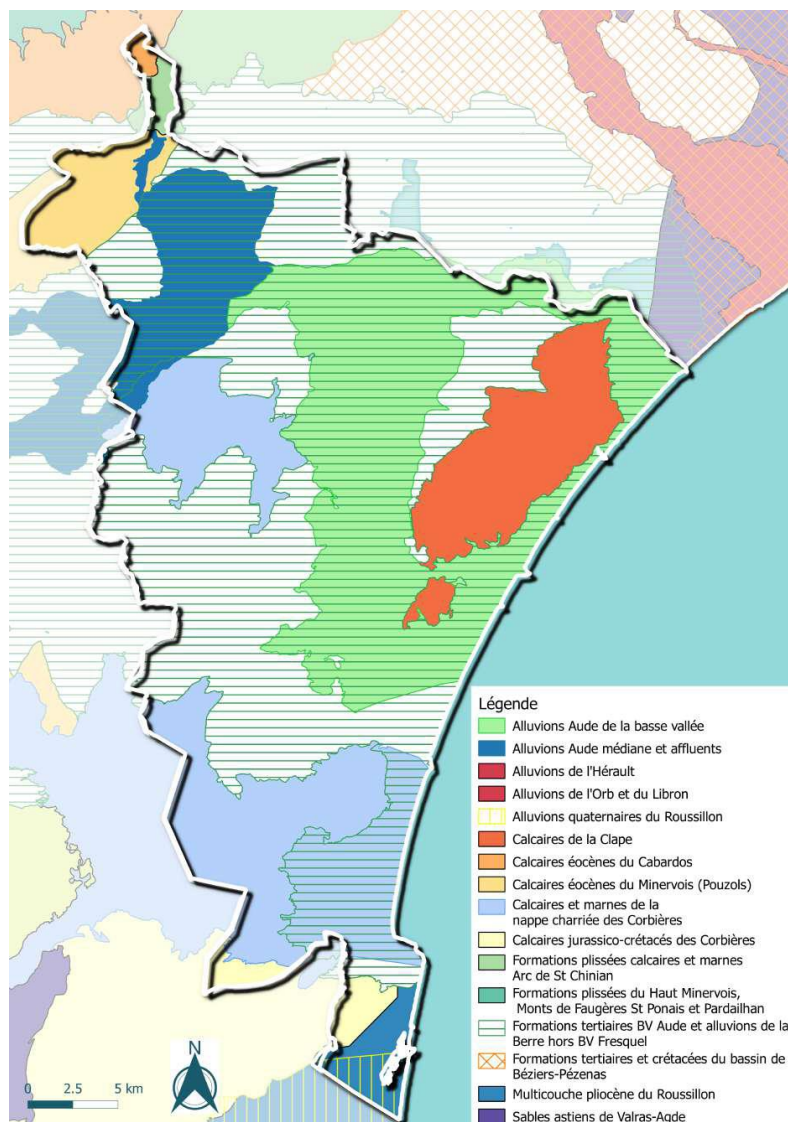 Légende
Alluvions Aude de la basse vallée
Alluvions Aude médiane et affluents
Alluvions de l'Hérault
Alluvions de l'Orb et du Libron
Alluvions quaternaires du Roussillon
Calcaires de la Clape
Calcaires éocènes du Cabardos
Calcaires éocènes du Minervois (Pouzols)
Calcaires et marnes de la
nappe charriée des Corbières
Calcaires jurassico-crétacés des Corbières
Formations plissées calcaires et marnes
Arc de St Chinian
Formations plissées du Haut Minervois,
Monts de Faugères St Ponais et Pardailhan
Formations tertiaires BV Aude et alluvions de la
Berre hors BV Fresquel
Formations tertiaires et crétacées du bassin de
Béziers-Pézenas
Multicouche pliocène du Roussillon
Sables astiens de Valras-Agde
N
0 2.5 5 km